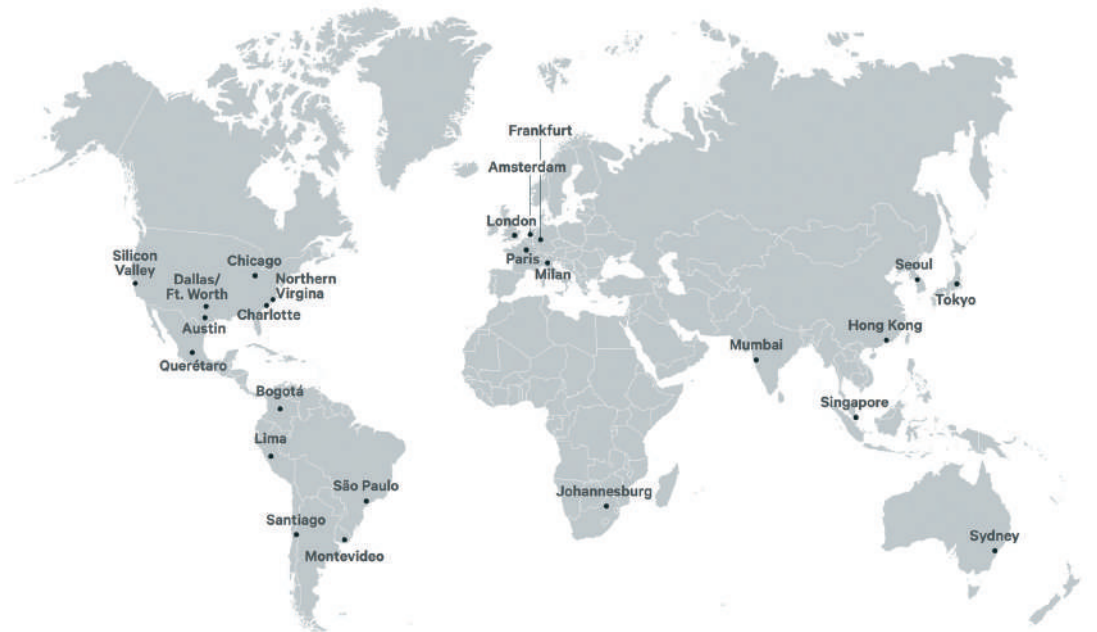 Frankfurt
Amsterdam
London
Paris
Milan
Silicon
Valley
Chicago
Dallas/
Ft. Worth
Northern
Virgina
Charlotte
Austin
Querétaro
Seoul
Tokyo
Hong Kong
Mumbai
Singapore
Bogotá
Lima
São Paulo
Santiago
Montevideo
Johannesburg
Sydney